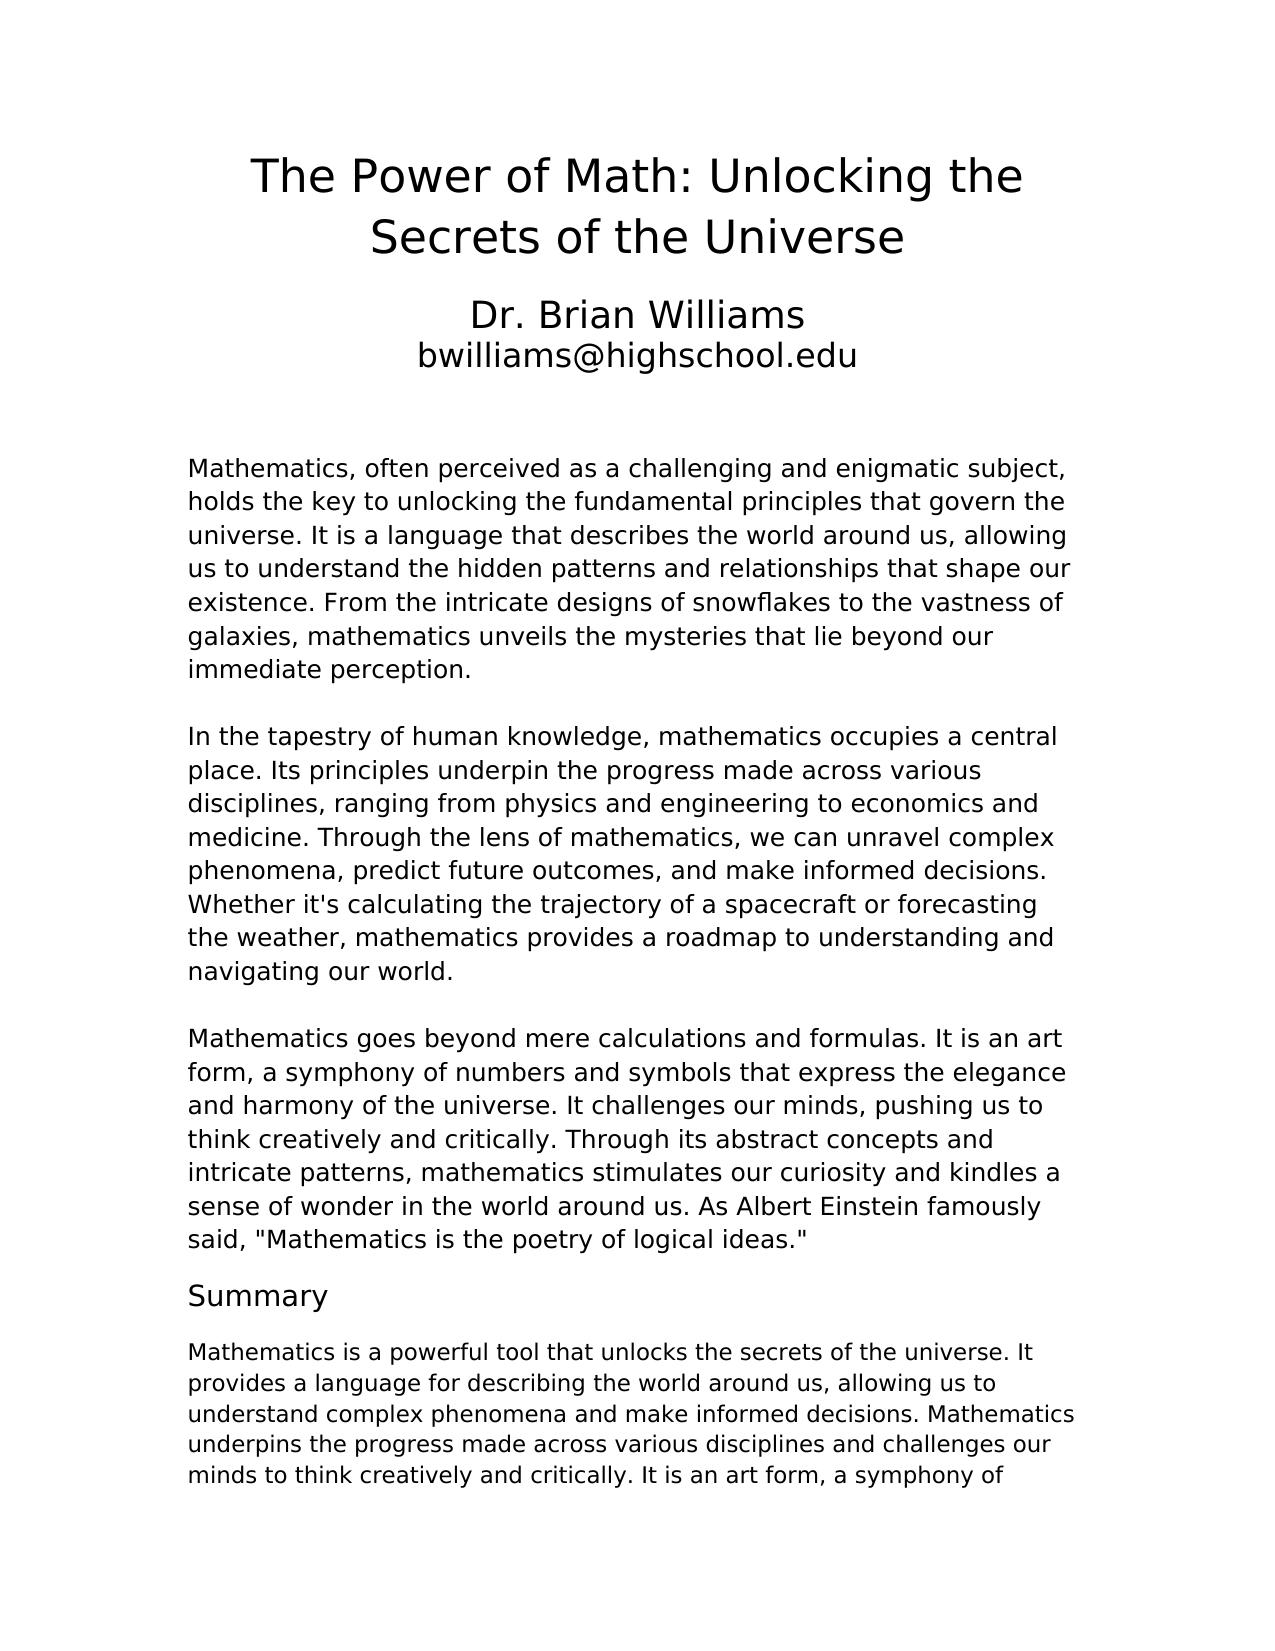 The Power of Math: Unlocking the
Secrets of the Universe
Dr. Brian Williams
bwilliams@highschool.edu
Mathematics, often perceived as a challenging and enigmatic subject,
holds the key to unlocking the fundamental principles that govern the
universe. It is a language that describes the world around us, allowing
us to understand the hidden patterns and relationships that shape our
existence. From the intricate designs of snowflakes to the vastness of
galaxies, mathematics unveils the mysteries that lie beyond our
immediate perception.
In the tapestry of human knowledge, mathematics occupies a central
place. Its principles underpin the progress made across various
disciplines, ranging from physics and engineering to economics and
medicine. Through the lens of mathematics, we can unravel complex
phenomena, predict future outcomes, and make informed decisions.
Whether it's calculating the trajectory of a spacecraft or forecasting
the weather, mathematics provides a roadmap to understanding and
navigating our world.
Mathematics goes beyond mere calculations and formulas. It is an art
form, a symphony of numbers and symbols that express the elegance
and harmony of the universe. It challenges our minds, pushing us to
think creatively and critically. Through its abstract concepts and
intricate patterns, mathematics stimulates our curiosity and kindles a
sense of wonder in the world around us. As Albert Einstein famously
said, "Mathematics is the poetry of logical ideas."
Summary
Mathematics is a powerful tool that unlocks the secrets of the universe. It
provides a language for describing the world around us, allowing us to
understand complex phenomena and make informed decisions. Mathematics
underpins the progress made across various disciplines and challenges our
minds to think creatively and critically. It is an art form, a symphony of